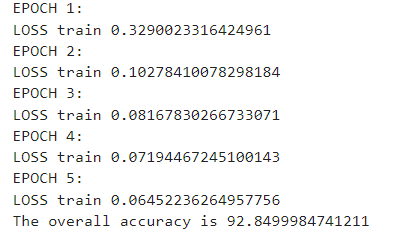 EPOCH 1:
LOSS train 0.3290023316424961
EPOCH 2:
LOSS train 0.10278410078298184
EPOCH 3:
LOSS train 0.08167830266733071
EPOCH 4:
LOSS train 0.07194467245100143
EPOCH 5:
LOSS train 0.06452236264957756
The overall accuracy is 92.8499984741211